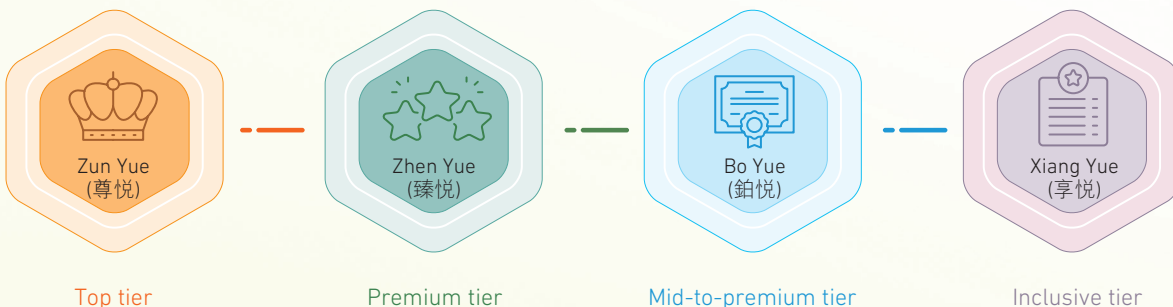 Zun Yue
(尊悦)
Zhen Yue
(臻悦)
Bo Yue
(鉑悦)
Xiang Yue
(享悦)
Top tier
Premium tier
Mid-to-premium tier
Inclusive tier